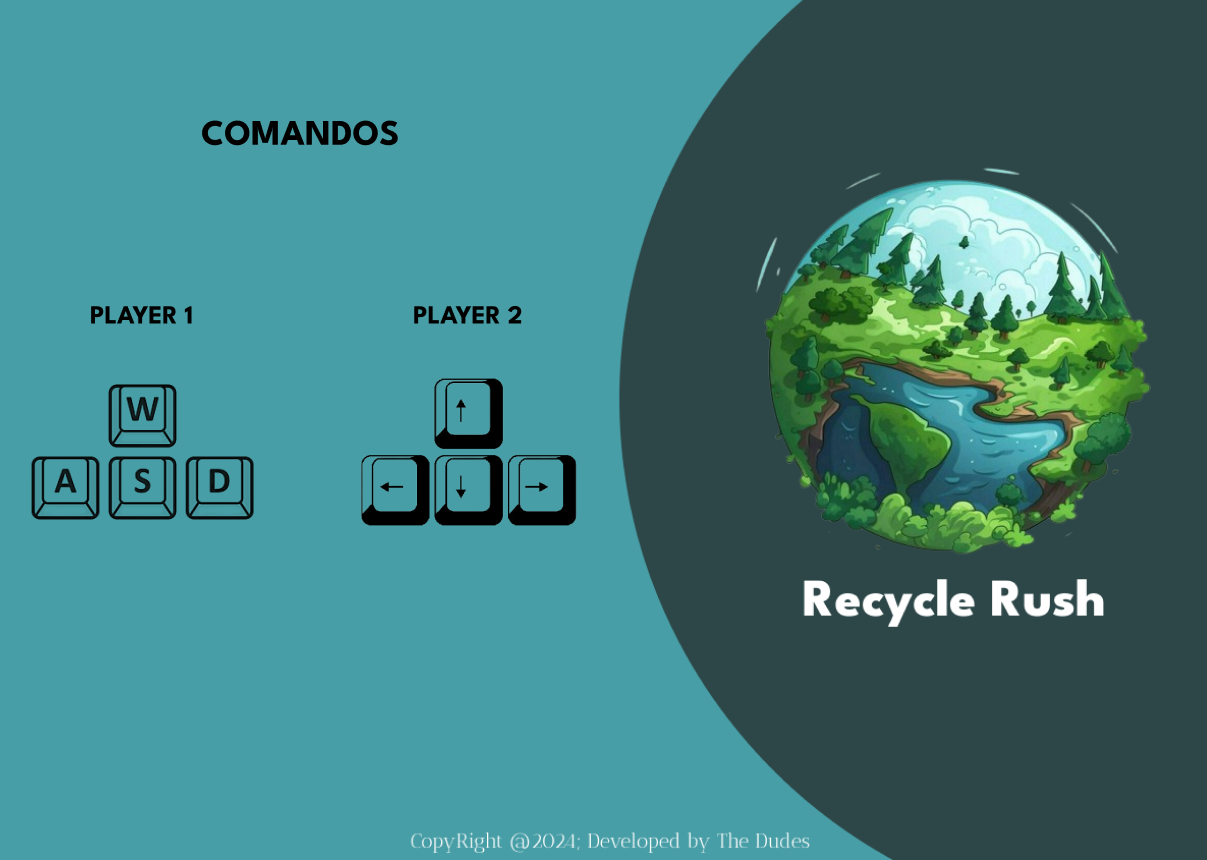 COMANDOS
PLAYER 1
PLAYER 2
W
A S D
↑
← ↓ →
Recycle Rush
CopyRight @2024; Developed by The Dudes